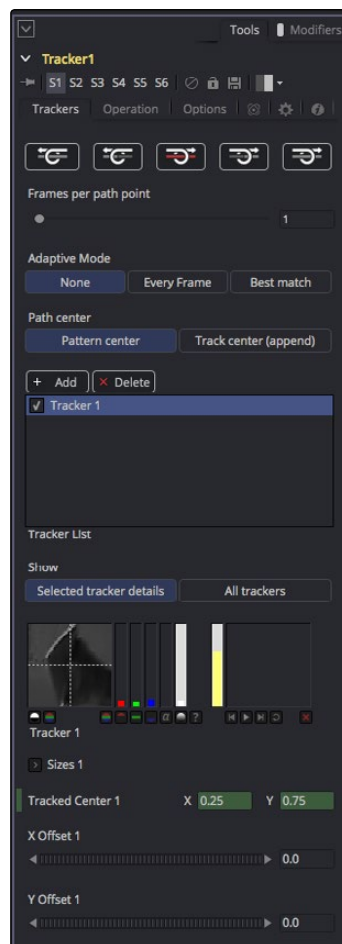 Tools Modifiers
Tracker1
S1 S2 S3 S4 S5 S6
Trackers Operation Options
Frames per path point
1
Adaptive Mode
None Every Frame Best match
Path center
Pattern center Track center (append)
+ Add × Delete
√ Tracker 1
Tracker List
Show
Selected tracker details All trackers
α ?
Tracker 1
> Sizes 1
Tracked Center 1 X 0.25 Y 0.75
X Offset 1
0.0
Y Offset 1
0.0